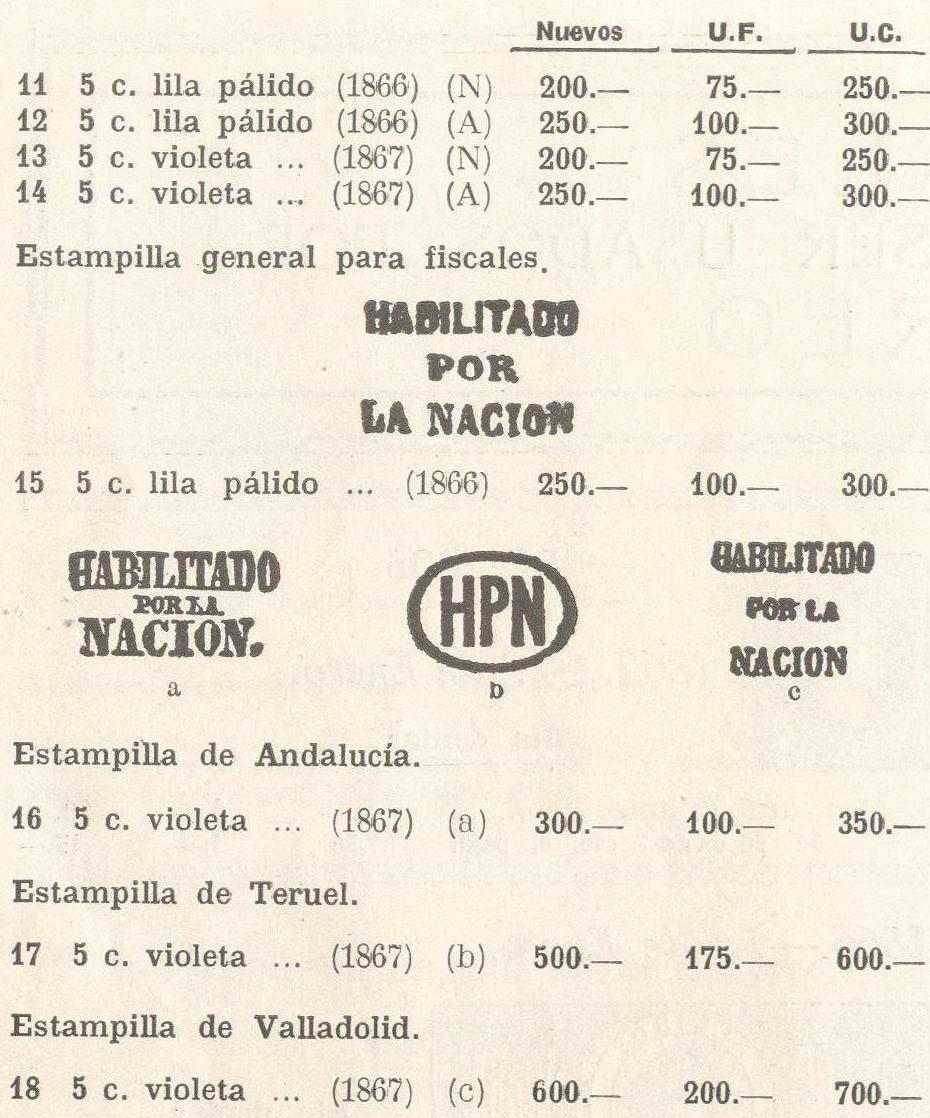 Nuevos U.F. U.C.
11 5 c. lila pálido (1866) (N) 200.— 75.— 250.—
12 5 c. lila pálido (1866) (A) 250.— 100.— 300.—
13 5 c. violeta ... (1867) (N) 200.— 75.— 250.—
14 5 c. violeta ... (1867) (A) 250.— 100.— 300.—
Estampilla general para fiscales.
HABILITADO
POR
LA NACION
15 5 c. lila pálido ... (1866) 250.— 100.— 300.—
HABILITADO
POR LA
NACION.
a
HPN
b
HABILITADO
POR LA
NACION
c
Estampilla de Andalucía.
16 5 c. violeta ... (1867) (a) 300.— 100.— 350.—
Estampilla de Teruel.
17 5 c. violeta ... (1867) (b) 500.— 175.— 600.—
Estampilla de Valladolid.
18 5 c. violeta ... (1867) (c) 600.— 200.— 700.—